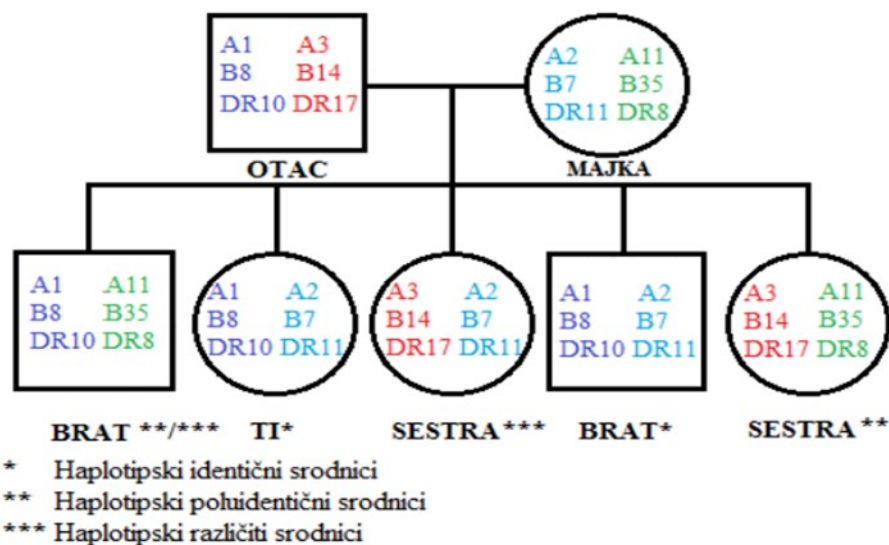 A1 A3
B8 B14
DR10 DR17
OTAC
A2 A11
B7 B35
DR11 DR8
MAJKA
A1 A11
B8 B35
DR10 DR8
BRAT **/***
A1 A2
B8 B7
DR10 DR11
TI*
A3 A2
B14 B7
DR17 DR11
SESTRA***
A1 A2
B8 B7
DR10 DR11
BRAT*
A3 A11
B14 B35
DR17 DR8
SESTRA **
* Haplotipski identični srodnici
** Haplotipski poluidentični srodnici
*** Haplotipski različiti srodnici